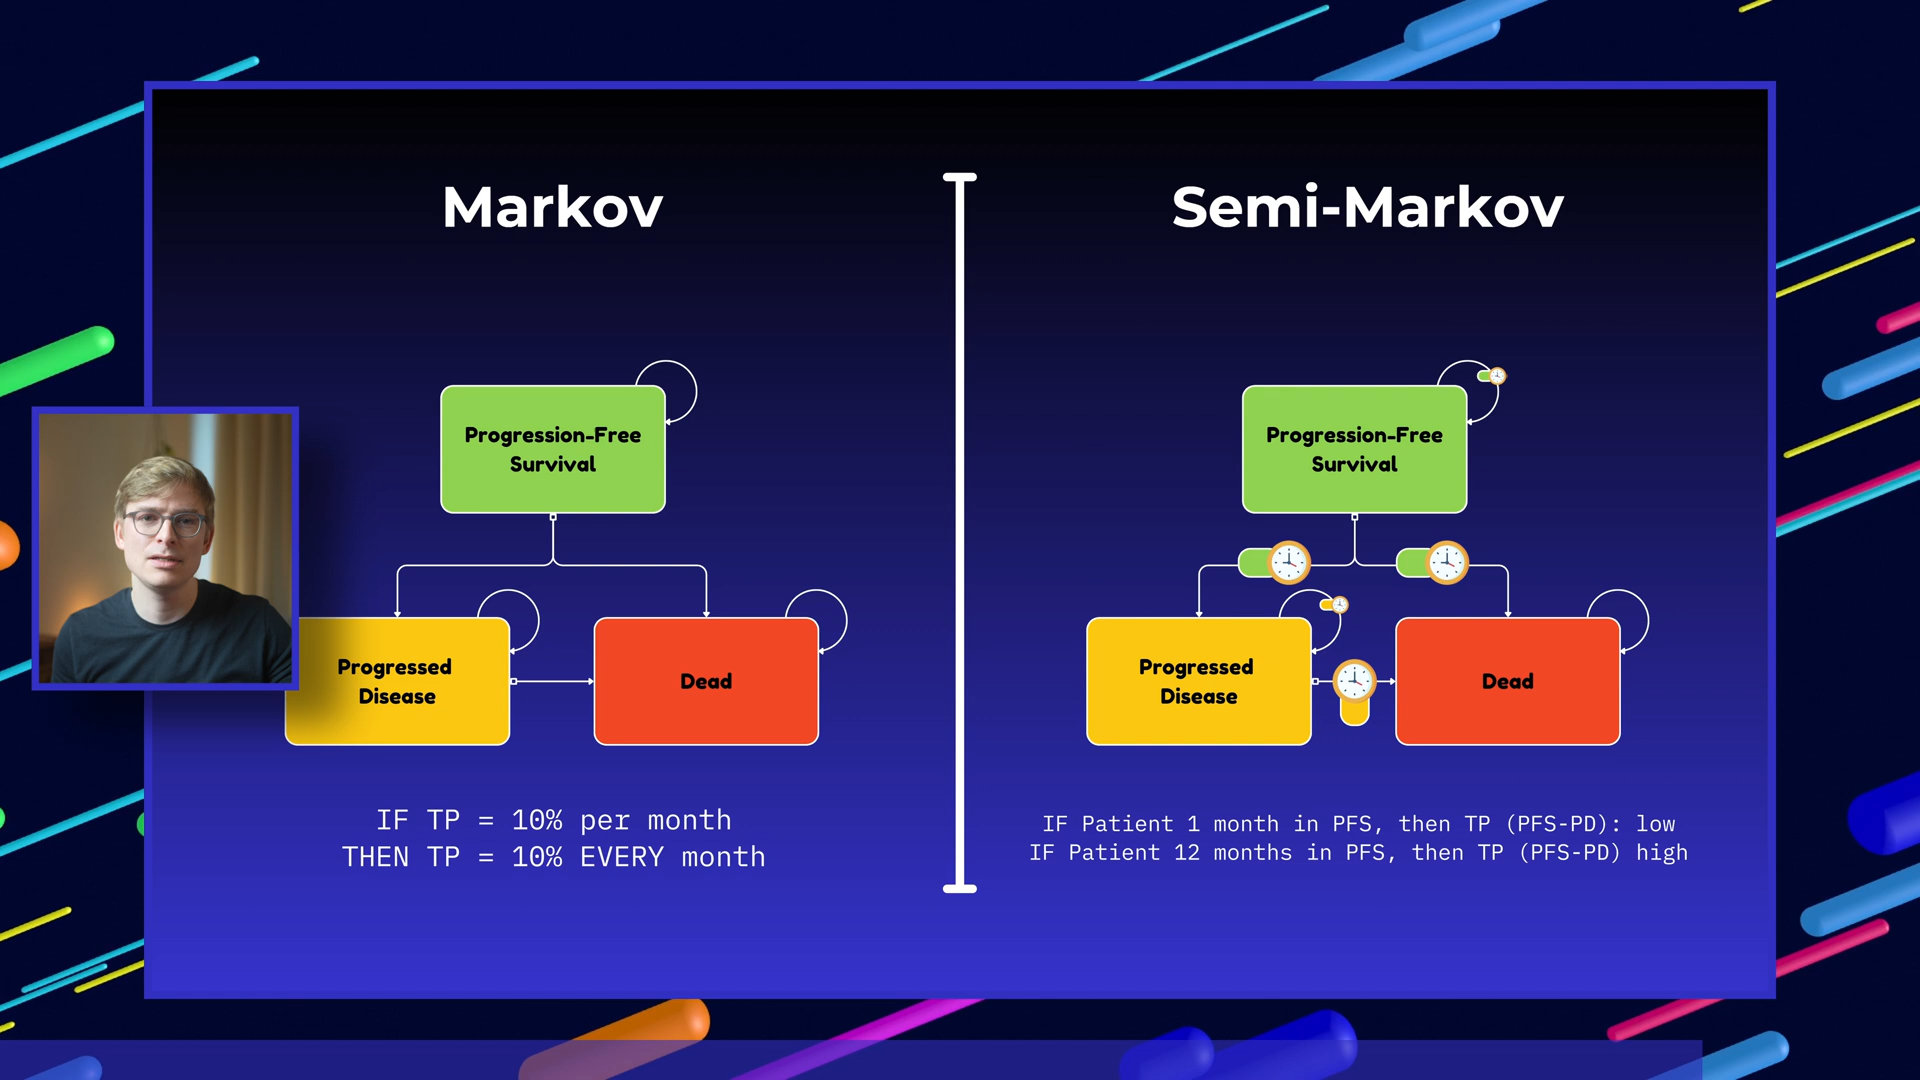 Markov
Progression-Free
Survival
Progressed
Disease
Dead
IF TP = 10% per month
THEN TP = 10% EVERY month
Semi-Markov
Progression-Free
Survival
Progressed
Disease
Dead
IF Patient 1 month in PFS, then TP (PFS-PD): low
IF Patient 12 months in PFS, then TP (PFS-PD) high